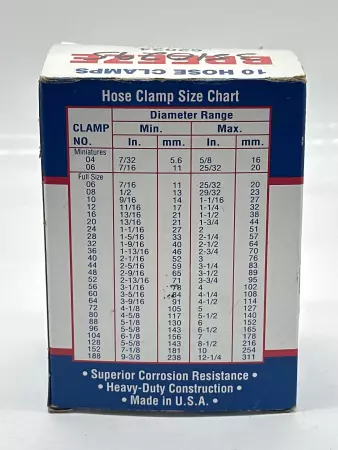 10 HOSE CLAMPS
BREEZE
Hose Clamp Size Chart
CLAMP NO. Diameter Range
Min. Max.
In. mm. In. mm.
Miniatures
04 7/32 5.6 5/8 16
06 7/16 11 25/32 20
Full Size
06 7/16 11 25/32 20
08 1/2 13 29/32 23
10 9/16 14 1-1/16 27
12 11/16 17 1-1/4 32
16 13/16 21 1-1/2 38
20 13/16 21 1-3/4 44
24 1-1/16 27 2 51
28 1-5/16 33 2-1/4 57
32 1-9/16 40 2-1/2 64
36 1-13/16 46 2-3/4 70
40 2-1/16 52 3 76
44 2-5/16 59 3-1/4 83
48 2-9/16 65 3-1/2 89
52 2-13/16 71 3-3/4 95
56 3-1/16 78 4 102
60 3-5/16 84 4-1/4 108
64 3-9/16 91 4-1/2 114
72 4-1/8 105 5 127
80 4-5/8 117 5-1/2 140
88 5-1/8 130 6 152
96 5-5/8 143 6-1/2 165
104 6-1/8 156 7 178
128 5-5/8 143 8-1/2 216
152 7-1/8 181 10 254
188 9-3/8 238 12-1/4 311
• Superior Corrosion Resistance •
• Heavy-Duty Construction •
• Made in U.S.A. •